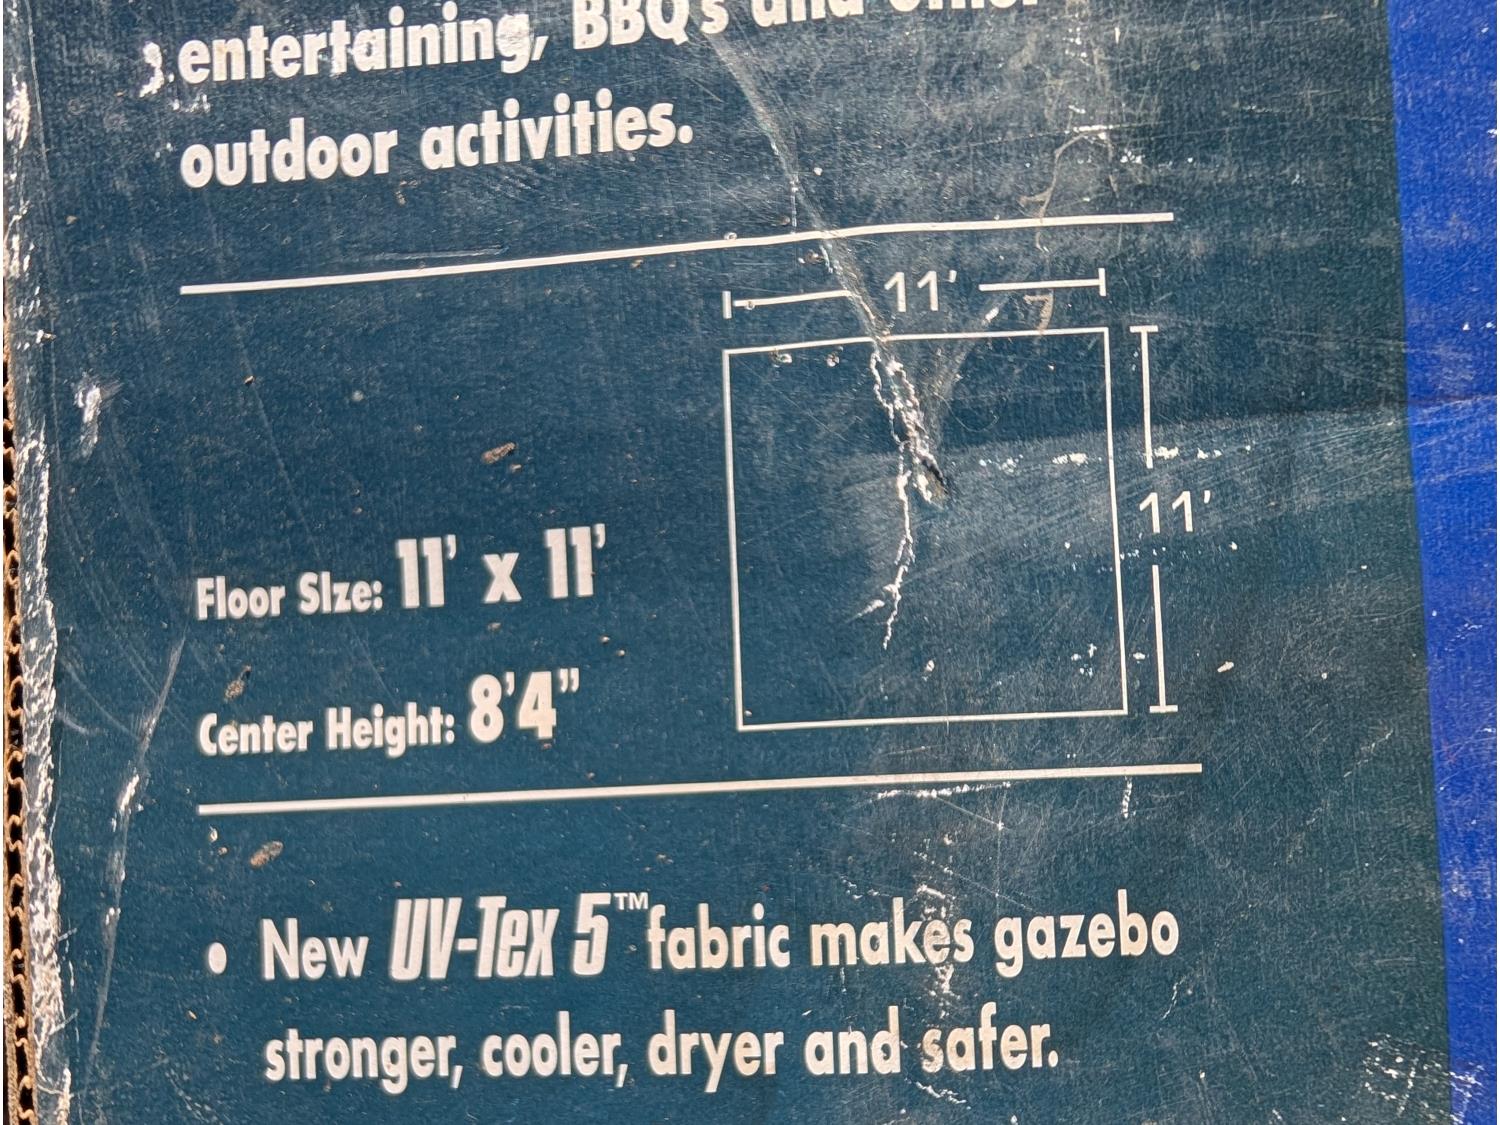 entertaining, BBQ's and other
outdoor activities.
11'
11'
Floor SIze: 11' x 11'
Center Height: 8'4"
• New UV-Tex 5™ fabric makes gazebo
stronger, cooler, dryer and safer.